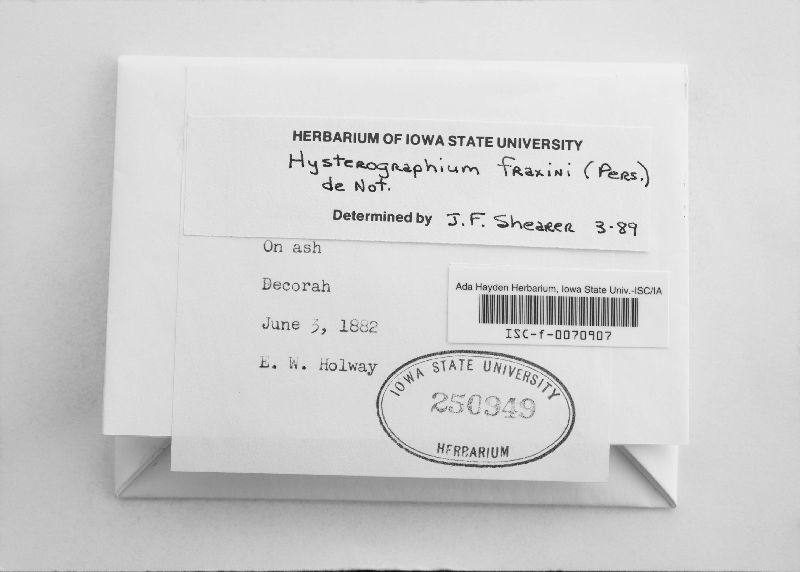 HERBARIUM OF IOWA STATE UNIVERSITY
Hysterographium fraxini (Pers.)
de Not.
Determined by J.F. Shearer 3-89
On ash
Decorah
June 3, 1882
E. W. Holway
Ada Hayden Herbarium, Iowa State Univ.-ISC/IA
ISC-f-0070907
IOWA STATE UNIVERSITY
250949
HERBARIUM